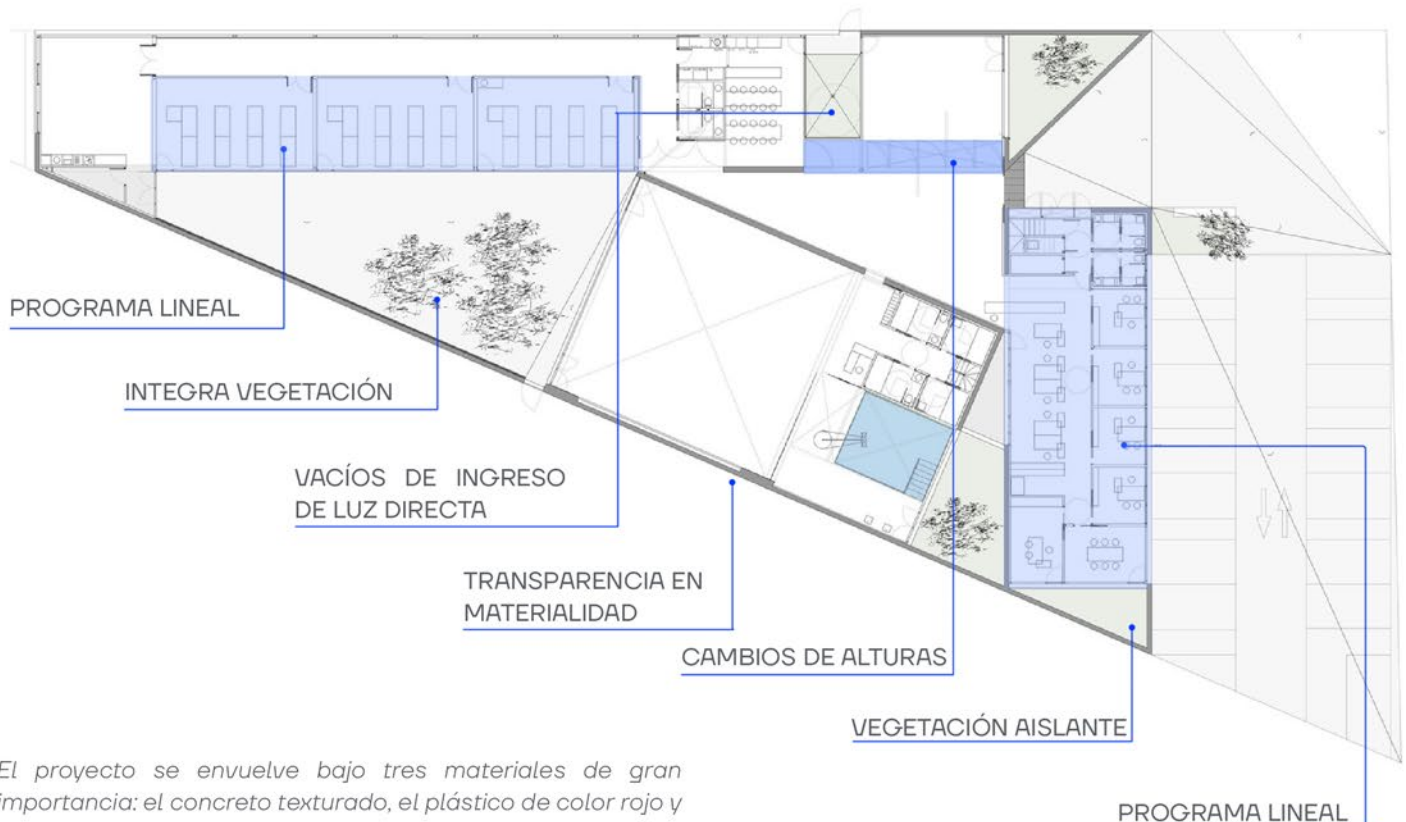 PROGRAMA LINEAL
INTEGRA VEGETACIÓN
VACÍOS DE INGRESO
DE LUZ DIRECTA
TRANSPARENCIA EN
MATERIALIDAD
CAMBIOS DE ALTURAS
VEGETACIÓN AISLANTE
El proyecto se envuelve bajo tres materiales de gran
importancia: el concreto texturado, el plástico de color rojo y
PROGRAMA LINEAL